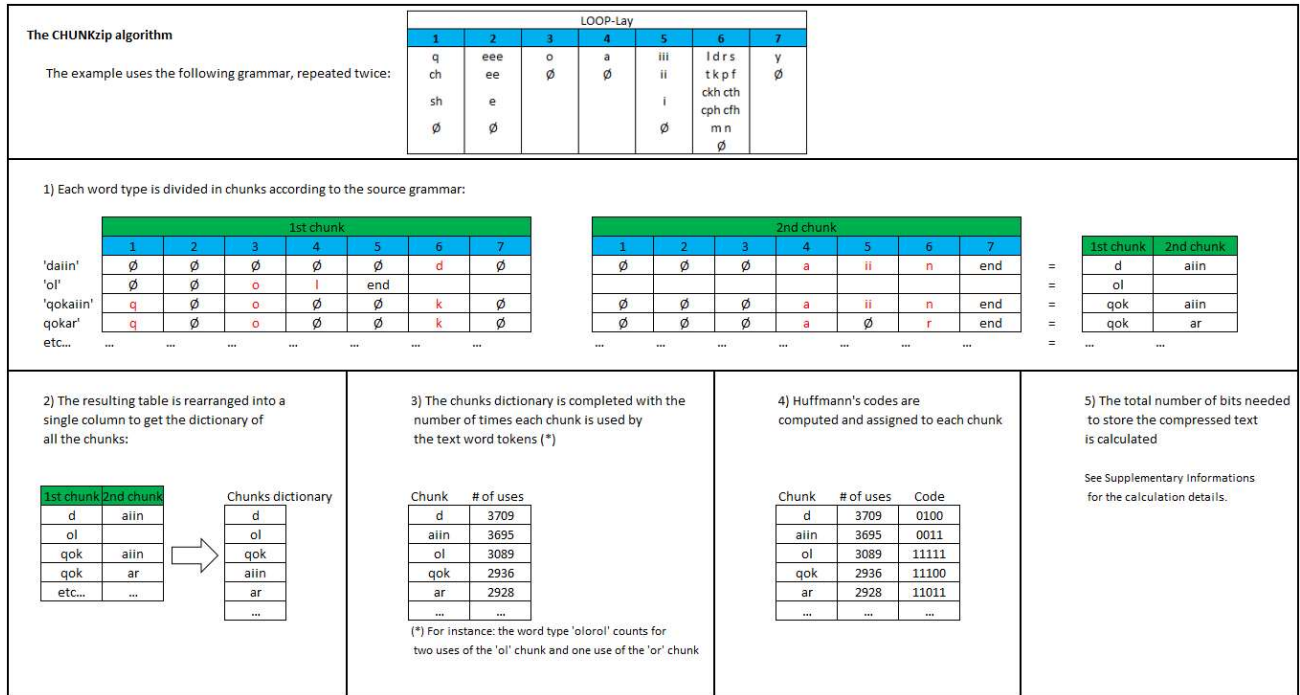 The CHUNKzip algorithm
The example uses the following grammar, repeated twice:
LOOP-Lay
1 2 3 4 5 6 7
q eee o a iii l d r s y
ch ee Ø Ø ii t k p f Ø
sh e i ckh cth
cph cfh
Ø Ø Ø m n
Ø
1) Each word type is divided in chunks according to the source grammar:
1st chunk 2nd chunk
1 2 3 4 5 6 7 1 2 3 4 5 6 7 1st chunk 2nd chunk
'daiin' Ø Ø Ø Ø Ø d Ø Ø Ø Ø a ii n end = d aiin
'ol' Ø Ø o l end = ol
'qokaiin' q Ø o Ø Ø k Ø Ø Ø Ø a ii n end = qok aiin
qokar' q Ø o Ø Ø k Ø Ø Ø Ø a Ø r end = qok ar
etc... ... ... ... ... ... ... ... ... ... ... ... ... ... ... = ... ...
2) The resulting table is rearranged into a
single column to get the dictionary of
all the chunks:
1st chunk 2nd chunk Chunks dictionary
d aiin d
ol ol
qok aiin qok
qok ar aiin
etc... ... ar
...
3) The chunks dictionary is completed with the
number of times each chunk is used by
the text word tokens (*)
Chunk # of uses
d 3709
aiin 3695
ol 3089
qok 2936
ar 2928
... ...
(*) For instance: the word type 'olorol' counts for
two uses of the 'ol' chunk and one use of the 'or' chunk
4) Huffmann's codes are
computed and assigned to each chunk
Chunk # of uses Code
d 3709 0100
aiin 3695 0011
ol 3089 11111
qok 2936 11100
ar 2928 11011
... ... ...
5) The total number of bits needed
to store the compressed text
is calculated
See Supplementary Informations
for the calculation details.